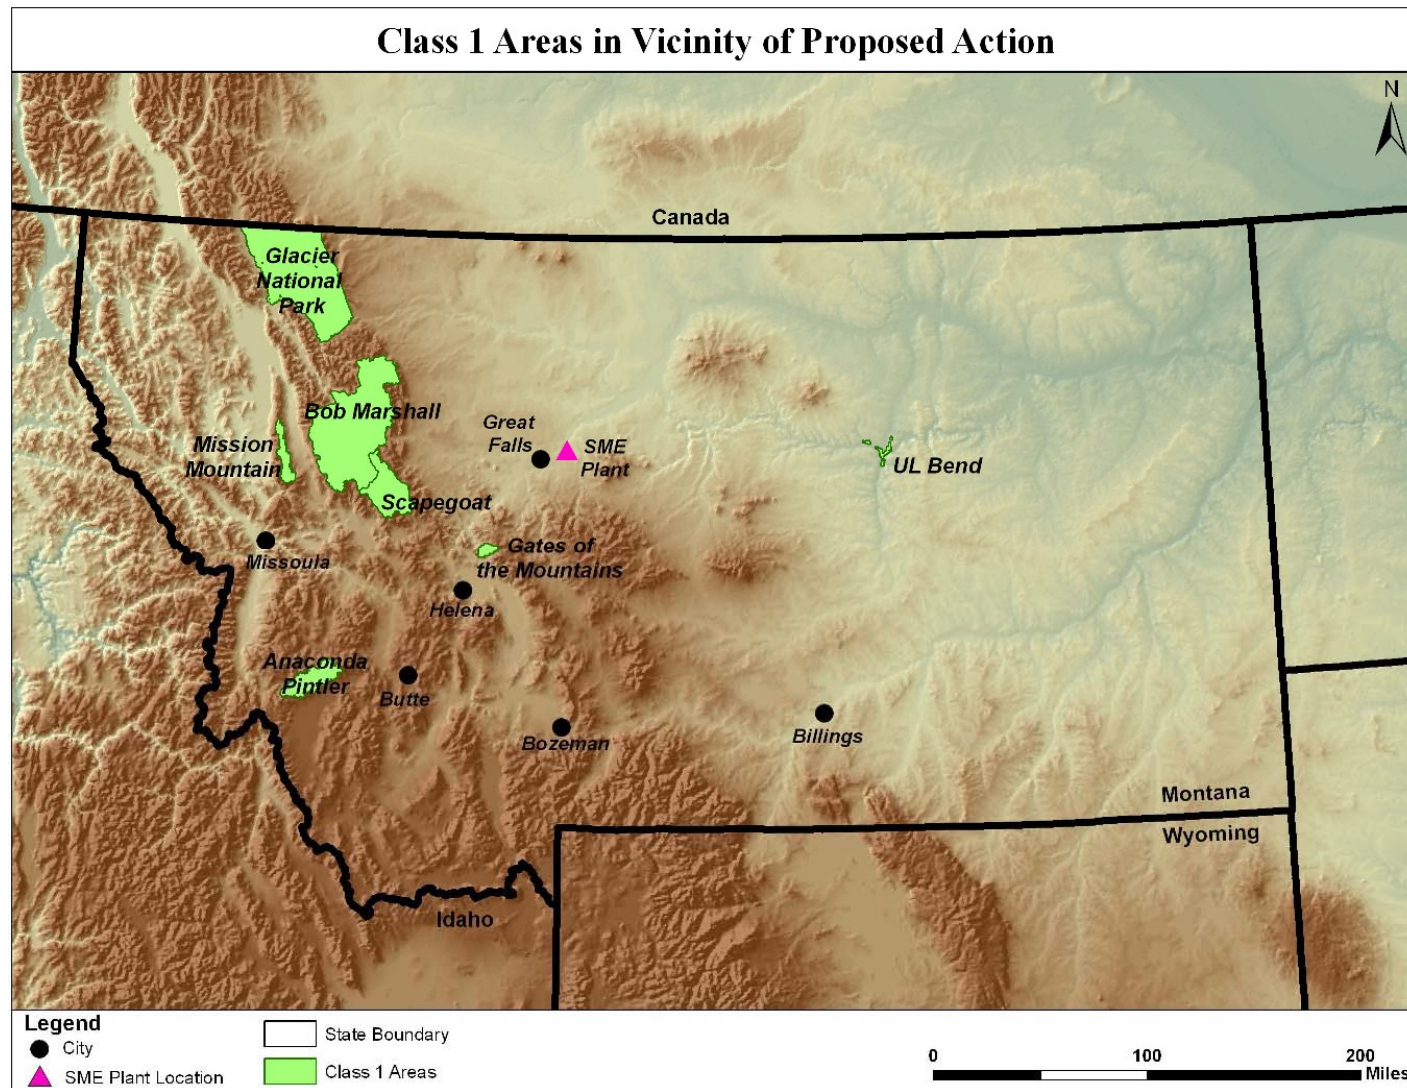 Class 1 Areas in Vicinity of Proposed Action
N
Canada
Glacier
National
Park
Bob Marshall
Great
Falls
SME
Plant
Mission
Mountain
UL Bend
Scapegoat
Gates of
the Mountains
Missoula
Helena
Anaconda
Pintler
Butte
Bozeman
Billings
Montana
Wyoming
Idaho
Legend
City
SME Plant Location
State Boundary
Class 1 Areas
0 100 200
Miles